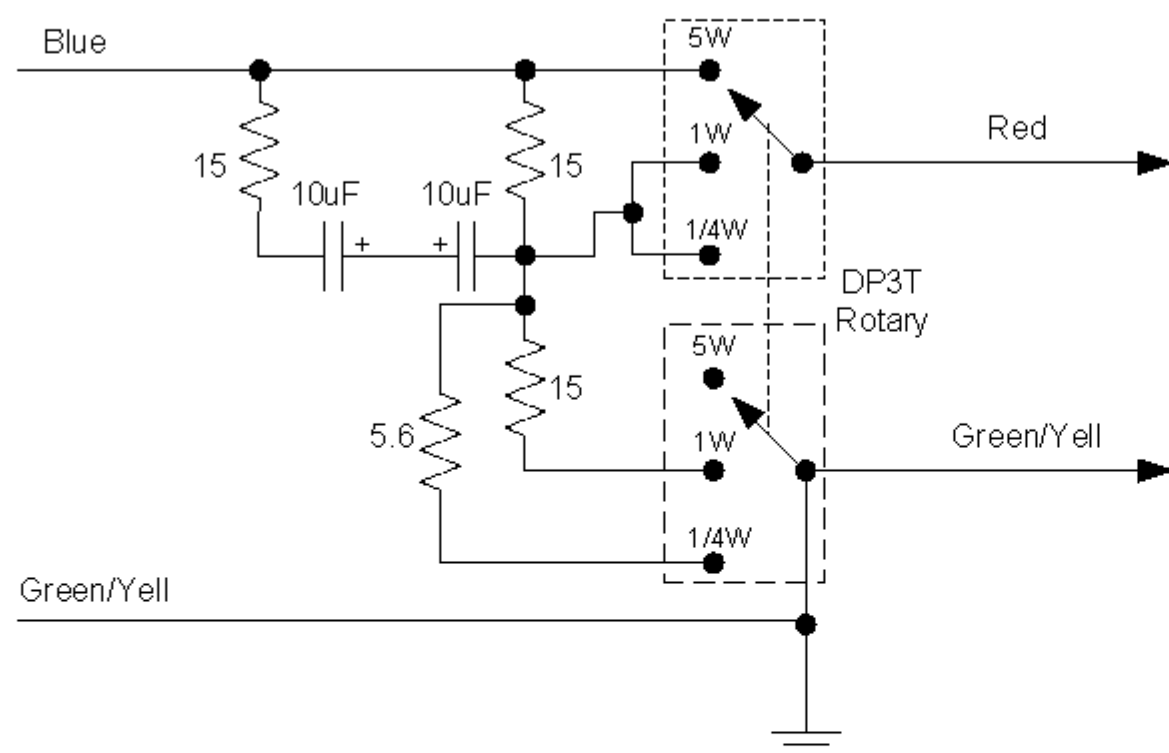 Blue
5W
Red
1W
15
15
10uF
10uF
+
+
1/4W
DP3T
Rotary
5W
15
5.6
1W
Green/Yell
1/4W
Green/Yell